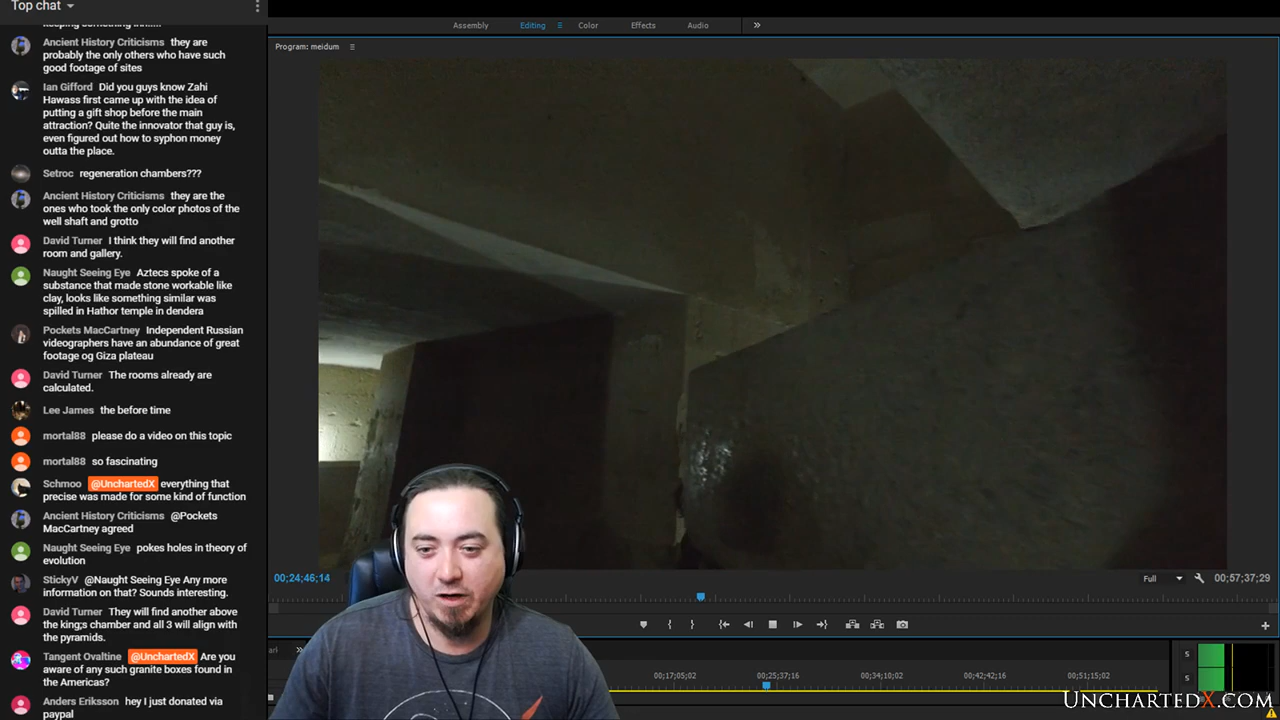 Top chat
Ancient History Criticisms they are
probably the only others who have such
good footage of sites
Ian Gifford Did you guys know Zahi
Hawass first came up with the idea of
putting a gift shop before the main
attraction? Quite the innovator that guy is,
even figured out how to syphon money
outta the place.
Setroc regeneration chambers???
Ancient History Criticisms they are the
ones who took the only color photos of the
well shaft and grotto
David Turner I think they will find another
room and gallery.
Naught Seeing Eye Aztecs spoke of a
substance that made stone workable like
clay, looks like something similar was
spilled in Hathor temple in dendera
Pockets MacCartney Independent Russian
videographers have an abundance of great
footage og Giza plateau
David Turner The rooms already are
calculated.
Lee James the before time
mortal88 please do a video on this topic
mortal88 so fascinating
Schmoo @UnchartedX everything that
precise was made for some kind of function
Ancient History Criticisms @Pockets
MacCartney agreed
Naught Seeing Eye pokes holes in theory of
evolution
StickyV @Naught Seeing Eye Any more
information on that? Sounds interesting.
David Turner They will find another above
the king;s chamber and all 3 will align with
the pyramids.
Tangent Ovaltine @UnchartedX Are you
aware of any such granite boxes found in
the Americas?
Anders Eriksson hey I just donated via
paypal
Assembly Editing Color Effects Audio
Program: meidum
00;24;46;14 Full 00;57;37;29
00;17;05;02 00;25;37;16 00;34;10;02 00;42;42;16 00;51;15;02
S
S
UnchartedX.com